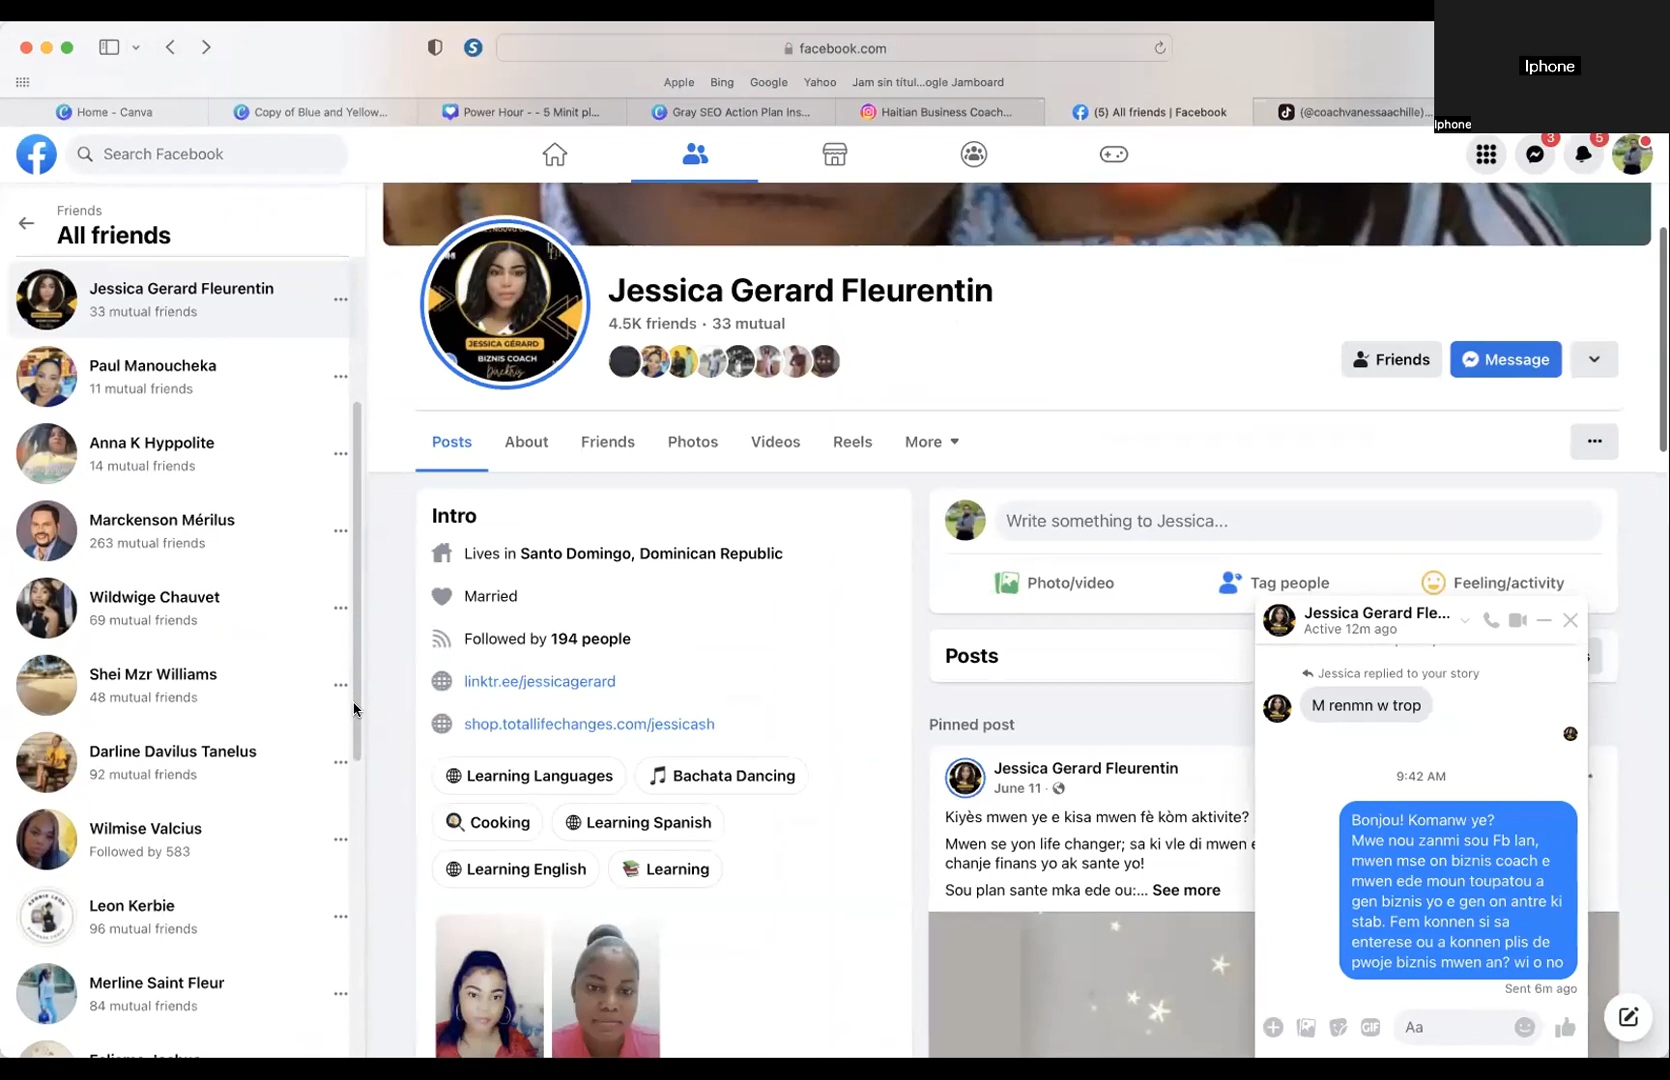 Iphone
Iphone
facebook.com
Apple Bing Google Yahoo Jam sin títul...ogle Jamboard
Home - Canva
Copy of Blue and Yellow...
Power Hour - - 5 Minit pl...
Gray SEO Action Plan Ins...
Haitian Business Coach...
(5) All friends | Facebook
(@coachvanessaachille)...
Search Facebook
3
5
Friends
All friends
Jessica Gerard Fleurentin
33 mutual friends
Paul Manoucheka
11 mutual friends
Anna K Hyppolite
14 mutual friends
Marckenson Mérilus
263 mutual friends
Wildwige Chauvet
69 mutual friends
Shei Mzr Williams
48 mutual friends
Darline Davilus Tanelus
92 mutual friends
Wilmise Valcius
Followed by 583
Leon Kerbie
96 mutual friends
Merline Saint Fleur
84 mutual friends
JESSICA GÉRARD
BIZNIS COACH
Jessica Gerard Fleurentin
4.5K friends · 33 mutual
Friends
Message
Posts About Friends Photos Videos Reels More
Intro
Lives in Santo Domingo, Dominican Republic
Married
Followed by 194 people
linktr.ee/jessicagerard
shop.totallifechanges.com/jessicash
Learning Languages
Bachata Dancing
Cooking
Learning Spanish
Learning English
Learning
Write something to Jessica...
Photo/video
Tag people
Feeling/activity
Posts
Pinned post
Jessica Gerard Fleurentin
June 11 ·
Kiyès mwen ye e kisa mwen fè kòm aktivite?
Mwen se yon life changer; sa ki vle di mwen
chanje finans yo ak sante yo!
Sou plan sante mka ede ou:... See more
Jessica Gerard Fle...
Active 12m ago
Jessica replied to your story
M renmn w trop
9:42 AM
Bonjou! Komanw ye?
Mwe nou zanmi sou Fb lan,
mwen mse on biznis coach e
mwen ede moun toupatou a
gen biznis yo e gen on antre ki
stab. Fem konnen si sa
enterese ou a konnen plis de
pwoje biznis mwen an? wi o no
Sent 6m ago
GIF
Aa